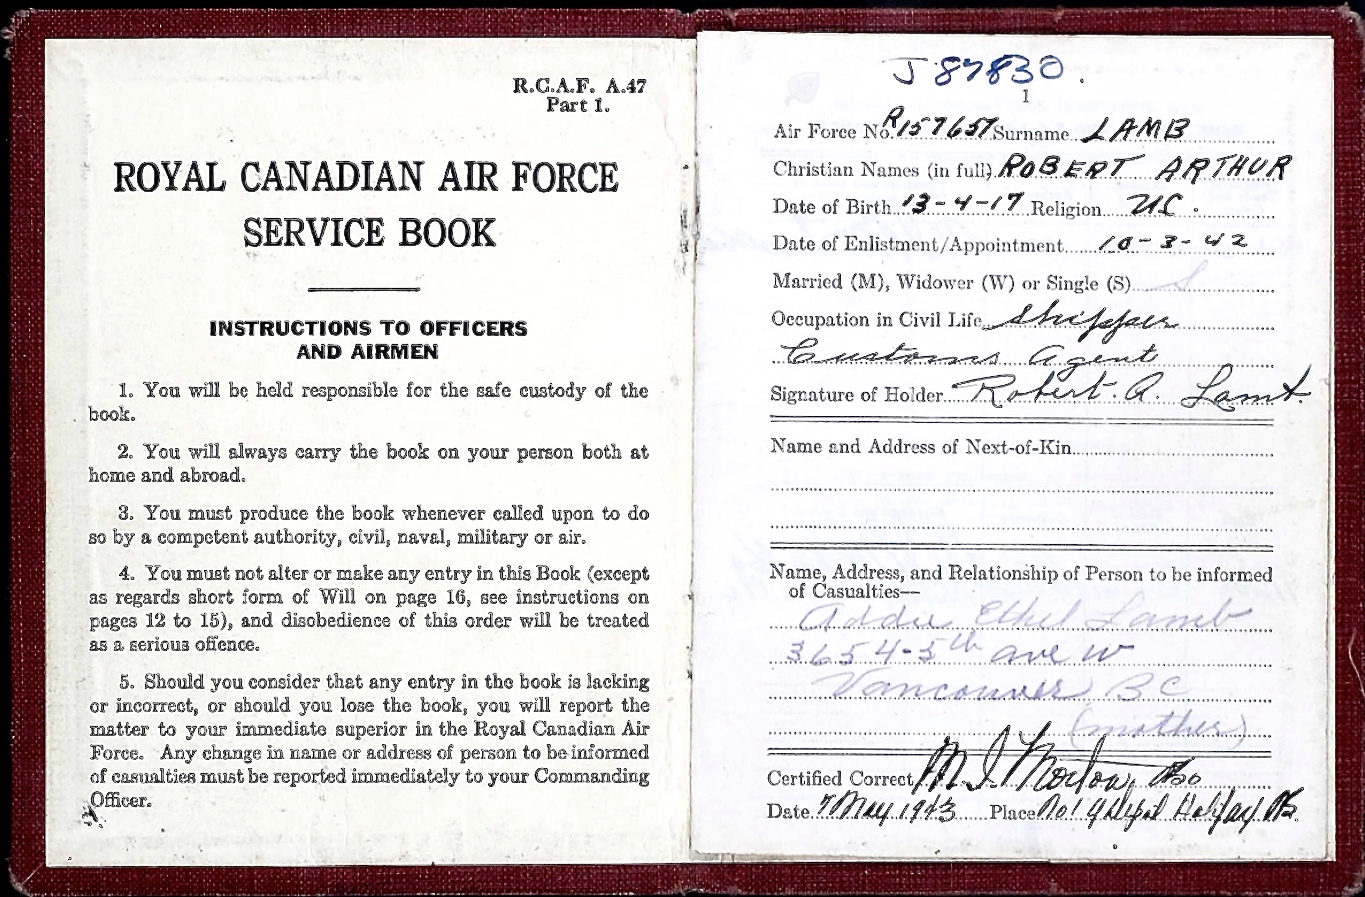 R.C.A.F. A.47
Part 1.
ROYAL CANADIAN AIR FORCE
SERVICE BOOK
INSTRUCTIONS TO OFFICERS
AND AIRMEN
1. You will be held responsible for the safe custody of the
book.
2. You will always carry the book on your person both at
home and abroad.
3. You must produce the book whenever called upon to do
so by a competent authority, civil, naval, military or air.
4. You must not alter or make any entry in this Book (except
as regards short form of Will on page 16, see instructions on
pages 12 to 15), and disobedience of this order will be treated
as a serious offence.
5. Should you consider that any entry in the book is lacking
or incorrect, or should you lose the book, you will report the
matter to your immediate superior in the Royal Canadian Air
Force. Any change in name or address of person to be informed
of casualties must be reported immediately to your Commanding
Officer.
J87830.
1
Air Force No. R157657 Surname LAMB
Christian Names (in full) ROBERT ARTHUR
Date of Birth 13-4-17 Religion UC.
Date of Enlistment/Appointment 10-3-42
Married (M), Widower (W) or Single (S) S
Occupation in Civil Life Shipper
Customs Agent
Signature of Holder Robert. A. Lamb.
Name and Address of Next-of-Kin
Name, Address, and Relationship of Person to be informed
of Casualties—
Addie Ethel Lamb
3654-5th ave W
Vancouver BC
(mother)
Certified Correct
Date 7 May 1943 Place No 1 Halifax NS.